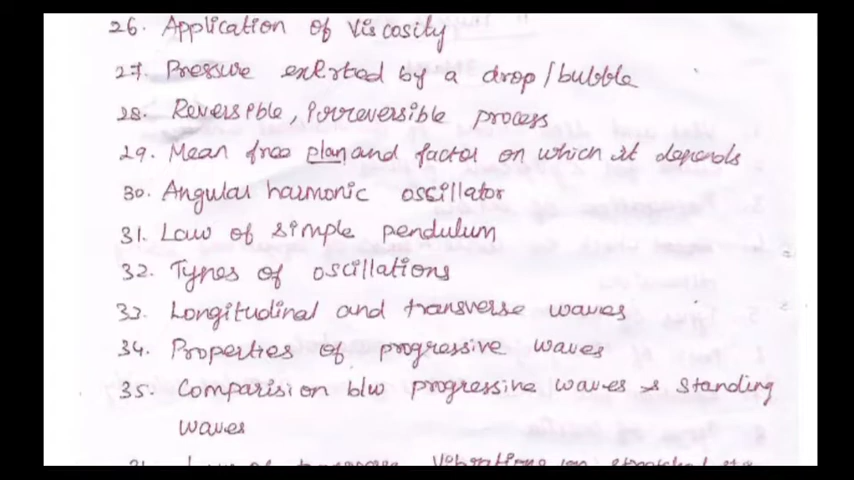 26. Application of Viscosity
27. Pressure exerted by a drop/bubble
28. Reversible, irreversible process
29. Mean free plan and factor on which it depends
30. Angular harmonic oscillator
31. Law of simple pendulum
32. Types of oscillations
33. Longitudinal and transverse waves
34. Properties of progressive waves
35. Comparision blw progressive waves & standing
waves